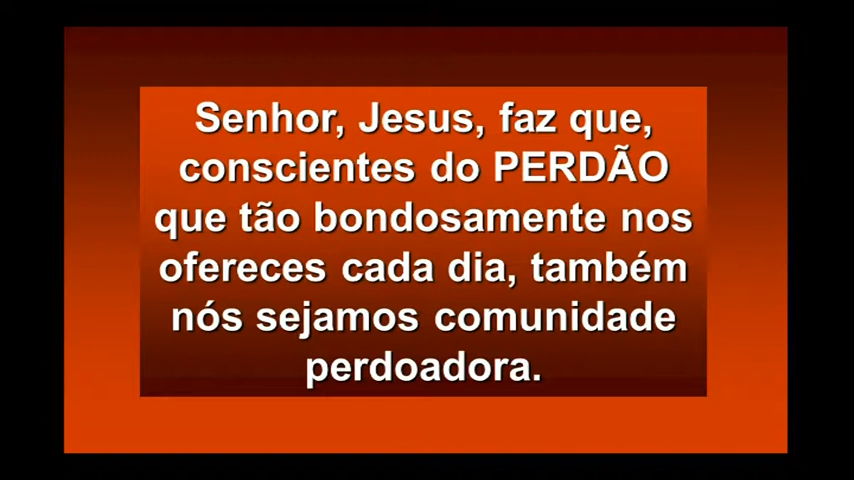 Senhor, Jesus, faz que,
conscientes do PERDÃO
que tão bondosamente nos
ofereces cada dia, também
nós sejamos comunidade
perdoadora.